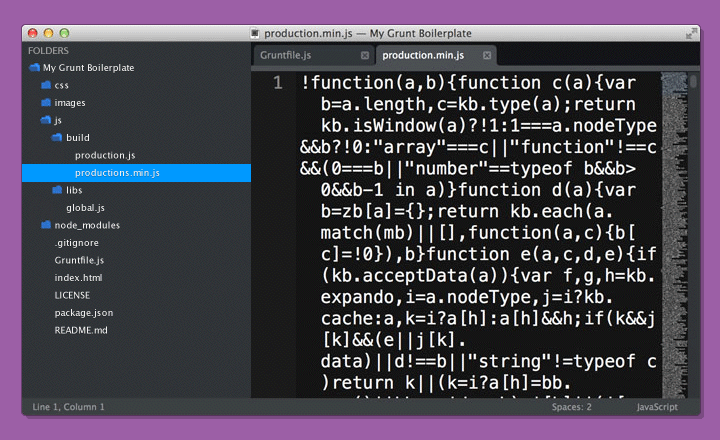 production.min.js — My Grunt Boilerplate
FOLDERS
My Grunt Boilerplate
css
images
js
build
production.js
productions.min.js
libs
global.js
node_modules
.gitignore
Gruntfile.js
index.html
LICENSE
package.json
README.md
Gruntfile.js
production.min.js
1
!function(a,b){function c(a){var
b=a.length,c=kb.type(a);return
kb.isWindow(a)?!1:1===a.nodeType
&&b?!0:"array"===c||"function"!==c
&&(0===b||"number"==typeof b&&b>
0&&b-1 in a)}function d(a){var
b=zb[a]={};return kb.each(a.
match(mb)||[],function(a,c){b[
c]=!0}),b}function e(a,c,d,e){if
(kb.acceptData(a)){var f,g,h=kb.
expando,i=a.nodeType,j=i?kb.
cache:a,k=i?a[h]:a[h]&&h;if(k&&j
[k]&&(e||j[k].
data)||d!==b||"string"!=typeof c
)return k||(k=i?a[h]=bb.
Line 1, Column 1
Spaces: 2
JavaScript